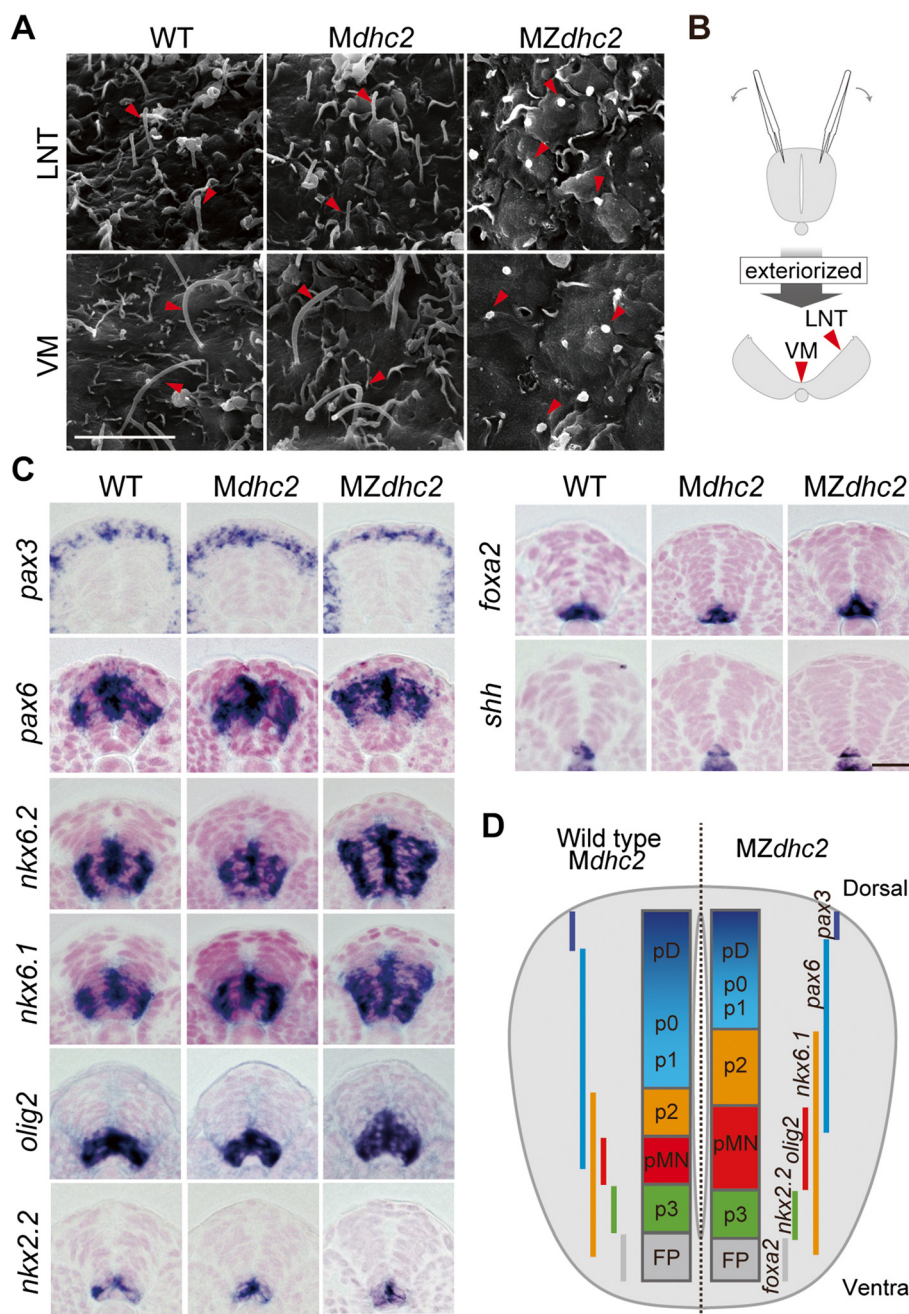 A
WT
Mdhc2
MZdhc2
LNT
VM
B
exteriorized
LNT
VM
C
WT
Mdhc2
MZdhc2
pax3
pax6
nkx6.2
nkx6.1
olig2
nkx2.2
WT
Mdhc2
MZdhc2
foxa2
shh
D
Wild type
Mdhc2
MZdhc2
Dorsal
pD
p0
p1
p2
pMN
p3
FP
pD
p0
p1
p2
pMN
p3
FP
pax3
pax6
nkx6.1
olig2
nkx2.2
foxa2
Ventra